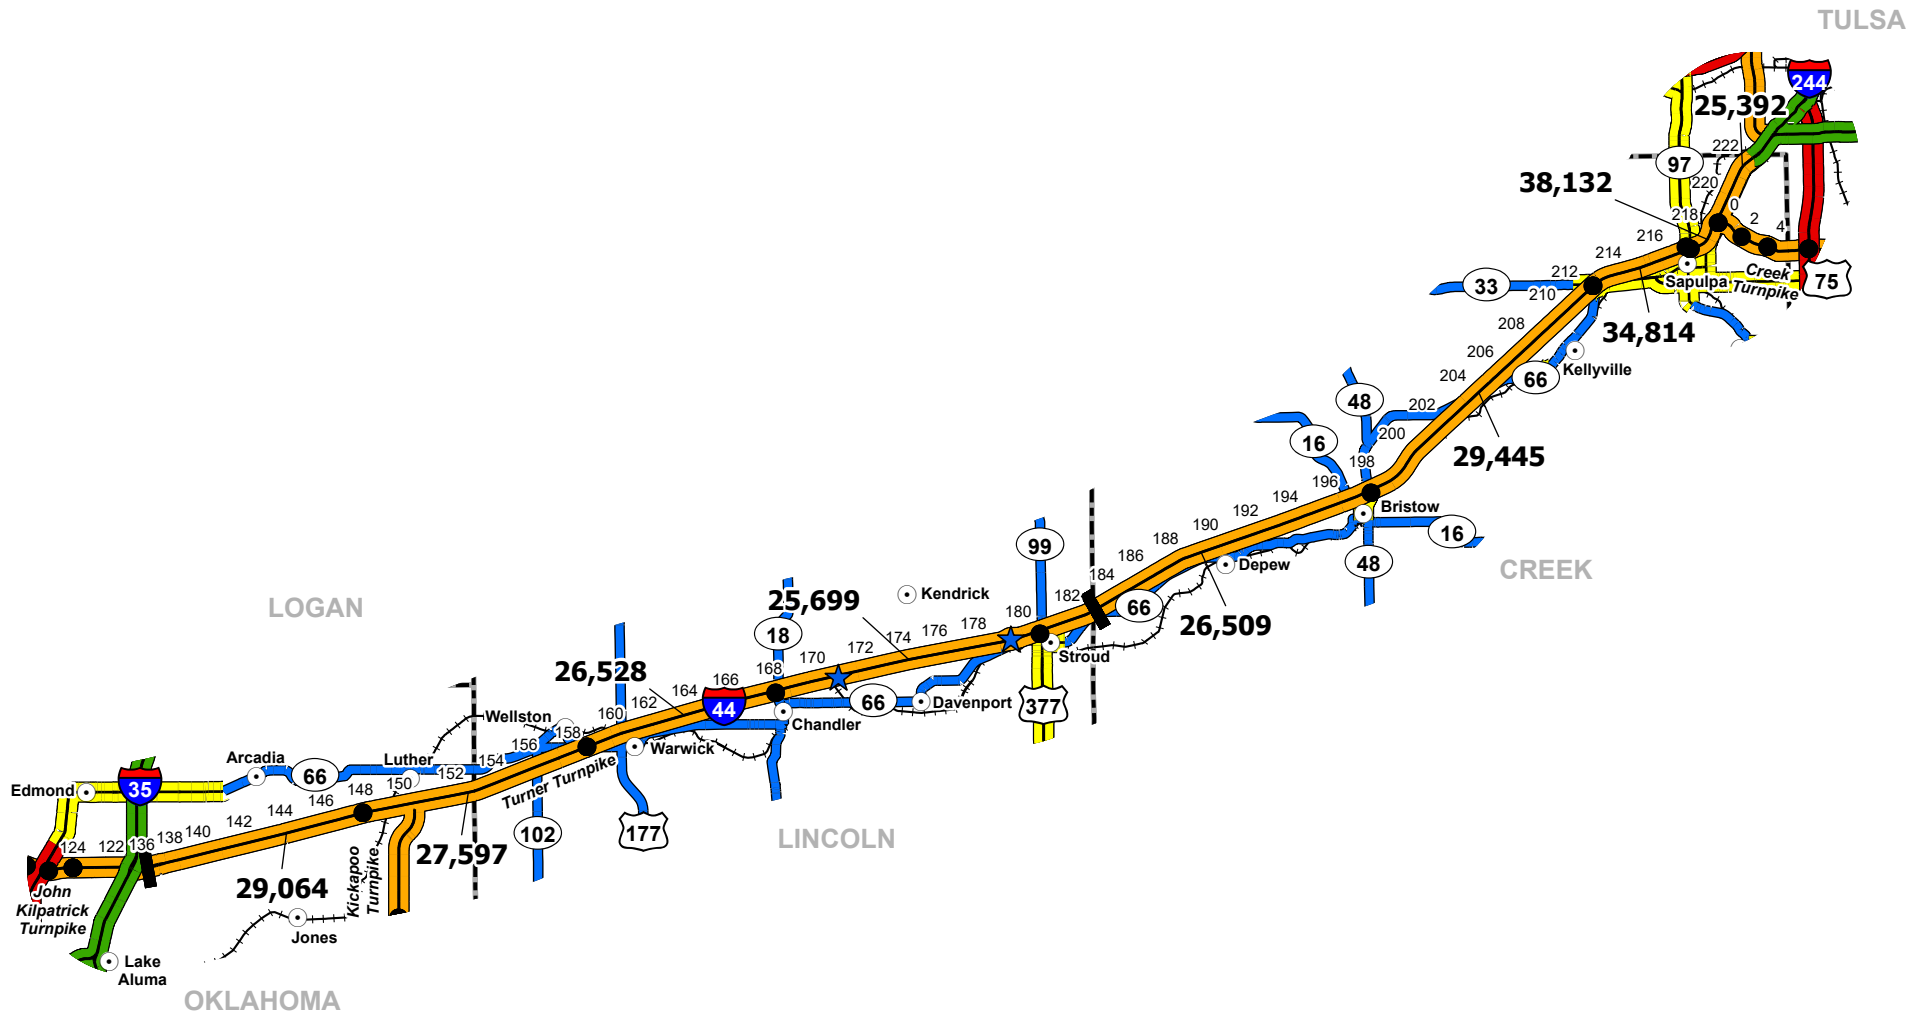 TULSA
244
25,392
222
97
38,132
220
0
218
2
4
216
214
212
Sapulpa
Creek
Turnpike
75
33
210
34,814
208
206
Kellyville
66
204
48
202
16
200
29,445
198
196
194
Bristow
192
16
190
99
188
186
Depew
48
CREEK
184
182
66
26,509
Kendrick
LOGAN
25,699
180
18
178
176
174
172
Stroud
170
168
26,528
166
164
44
66
Davenport
377
162
Chandler
160
Wellston
158
Warwick
156
154
Arcadia
Luther
152
66
150
Turner Turnpike
Edmond
35
148
146
144
142
140
138
136
122
124
102
177
LINCOLN
27,597
29,064
Kickapoo
Turnpike
John
Kilpatrick
Turnpike
Jones
Lake
Aluma
OKLAHOMA